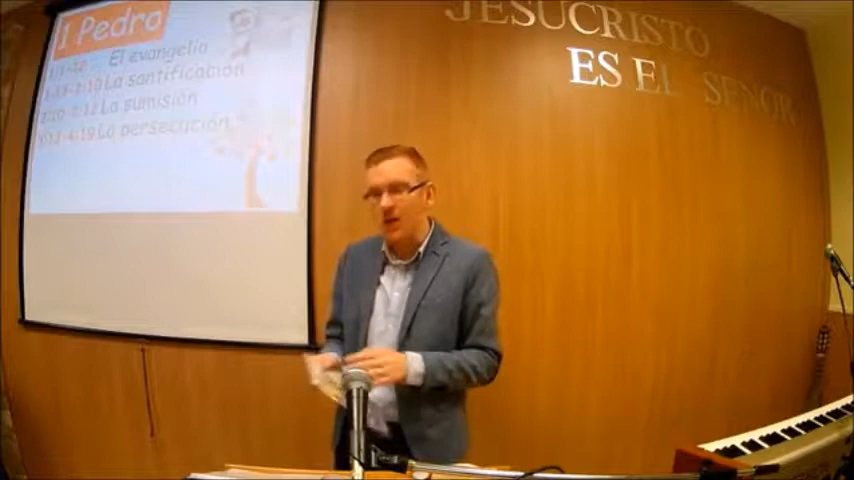 1 Pedro
El evangelio
La santificación
La sumisión
La persecución
JESUCRISTO
ES EL SEÑOR